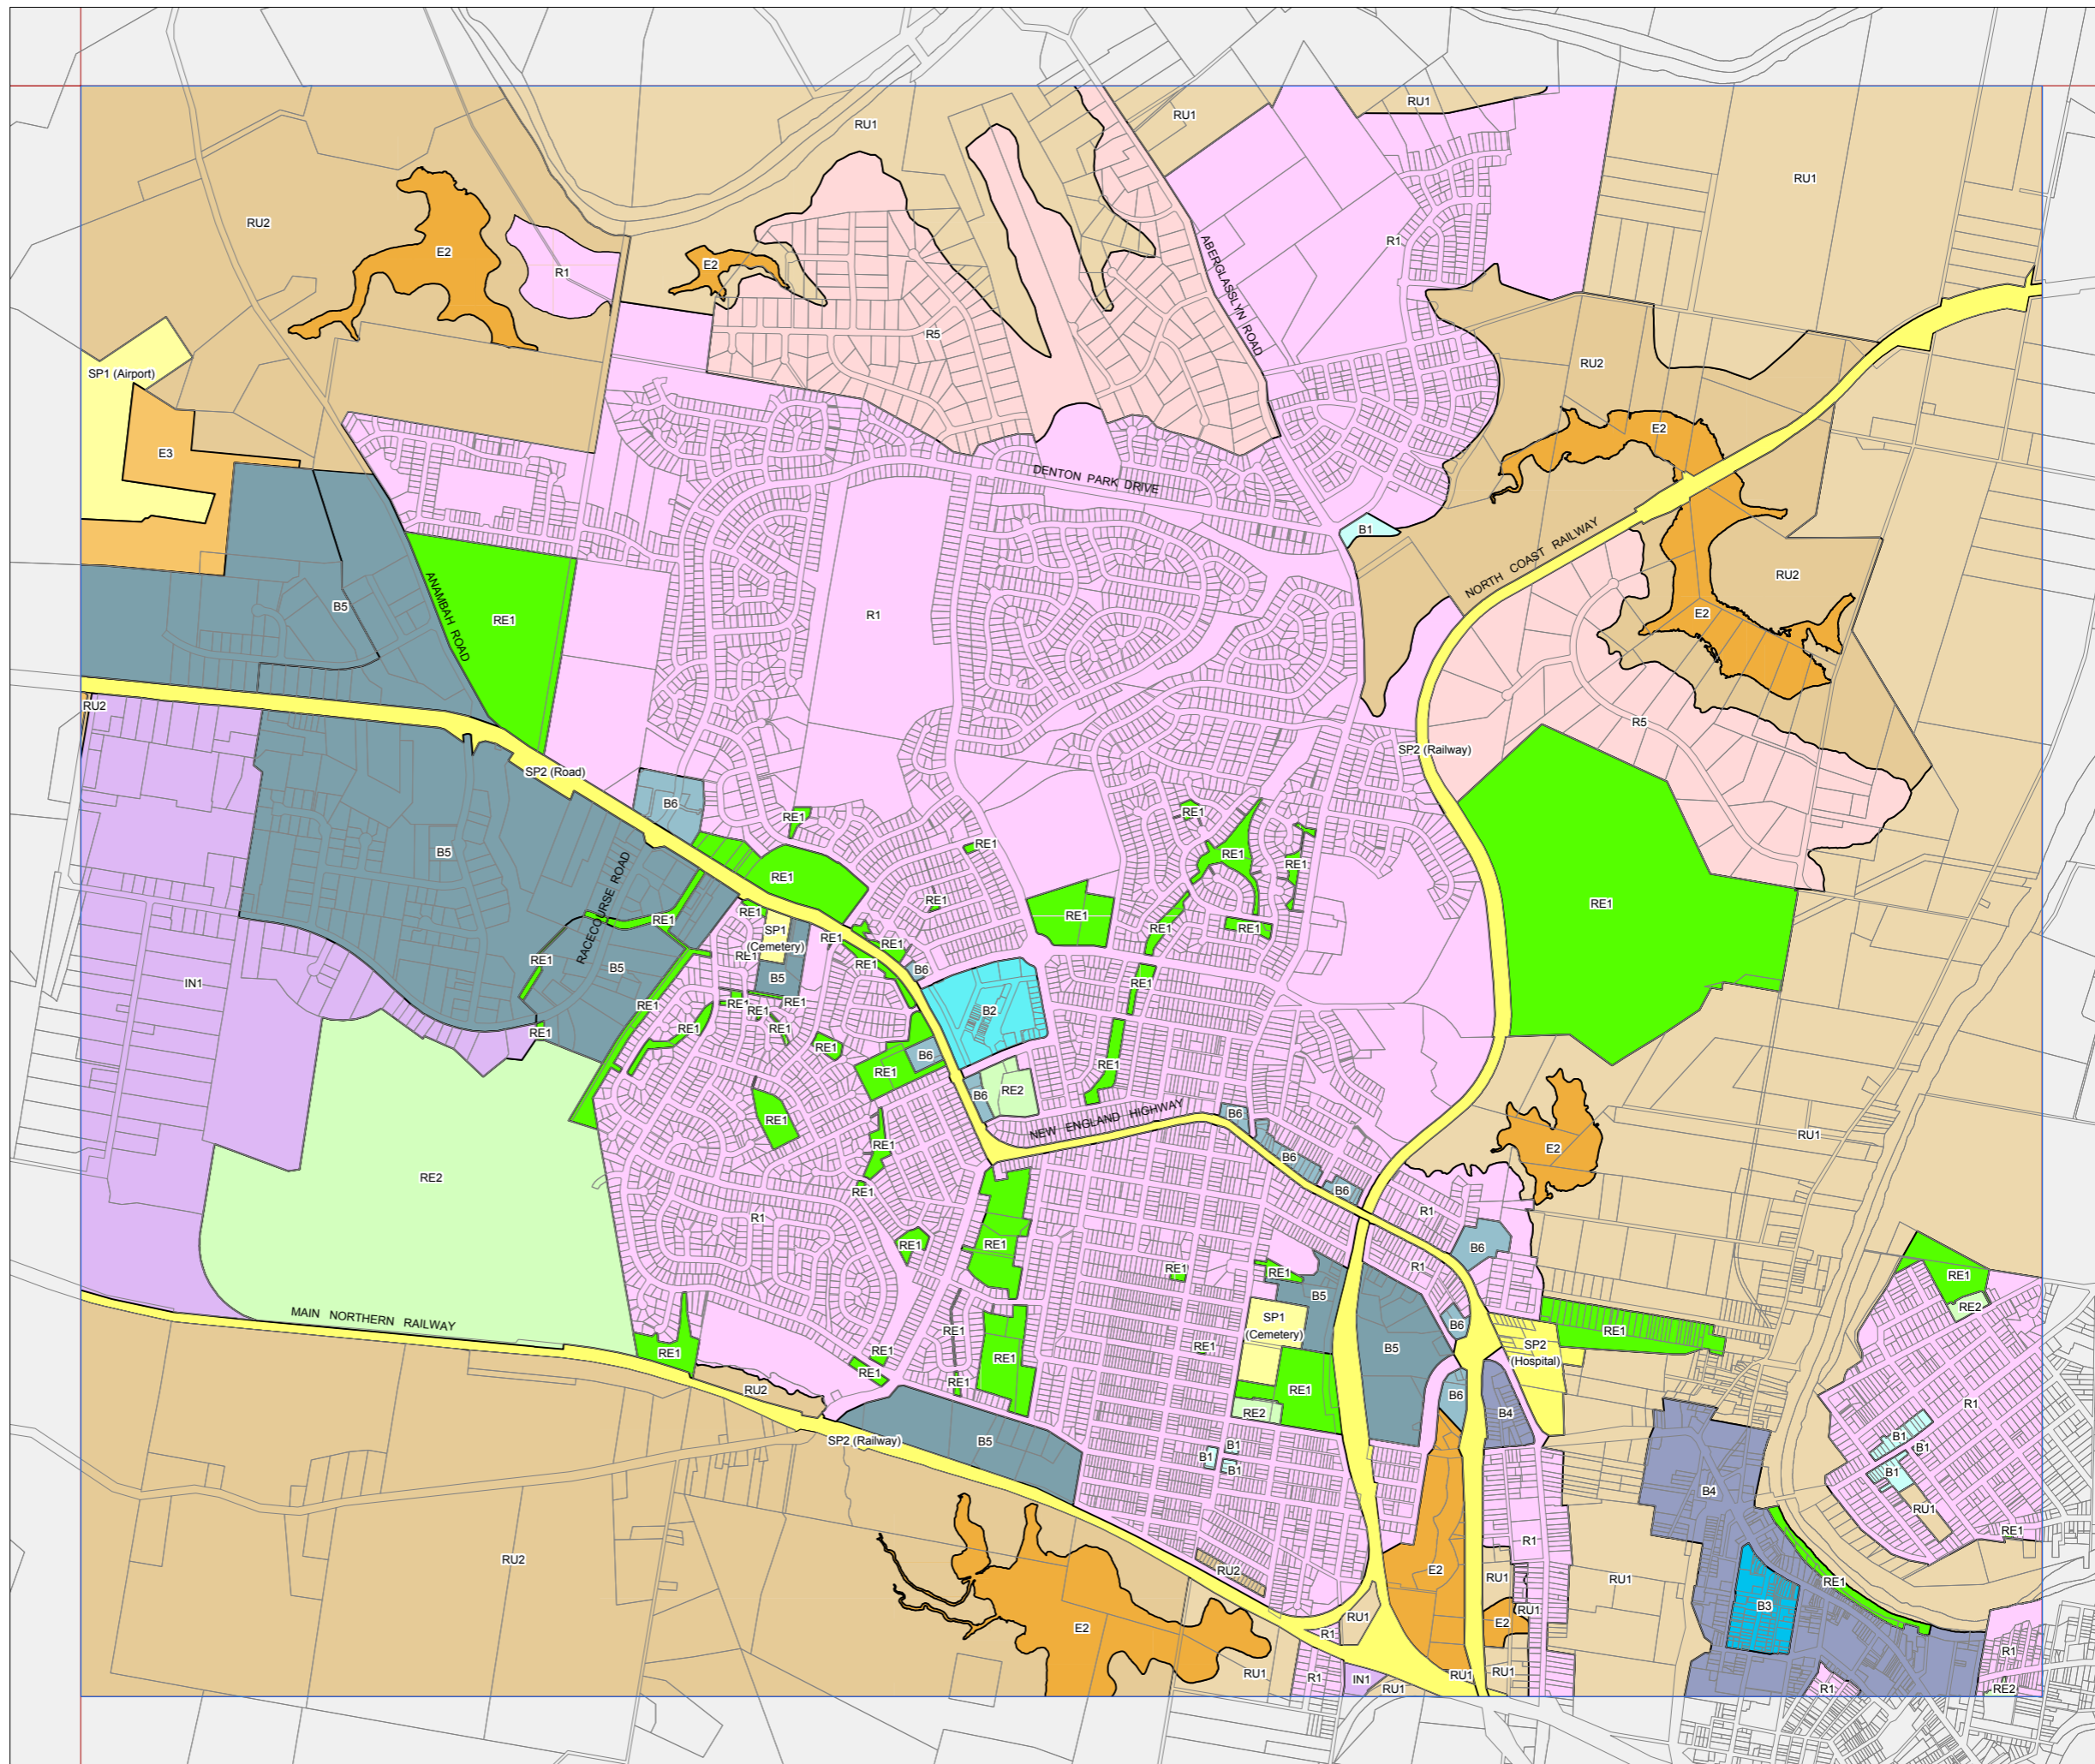 RU1
RU1
RU1
RU1
RU2
R1
E2
E2
R1
ABERGLASSLYN ROAD
R5
RU2
SP1 (Airport)
E2
E3
DENTON PARK DRIVE
B1
NORTH COAST RAILWAY
RU2
B5
ANAMBAH ROAD
RE1
R1
E2
RU2
R5
SP2 (Railway)
SP2 (Road)
B6
RE1
RE1
RE1
B5
RE1
RE1
RACECOURSE ROAD
RE1
RE1
RE1
RE1
RE1
RE1
RE1
RE1
SP1
(Cemetery)
RE1
RE1
RE1
RE1
RE1
B5
B5
B6
IN1
RE1
RE1
RE1
RE1
RE1
B2
RE1
RE1
RE1
RE1
B6
RE1
RE1
RE1
B6
RE2
NEW ENGLAND HIGHWAY
B6
RE1
RE1
B6
E2
RU1
RE2
RE1
B6
R1
R1
RE1
RE1
B6
RE1
RE1
R1
RE1
RE2
B5
MAIN NORTHERN RAILWAY
SP1
(Cemetery)
B6
RE1
RE1
SP2
(Hospital)
RE1
RE1
RE1
RE1
B5
RE1
RE1
RU2
RE1
RE1
B6
R1
RE2
B4
SP2 (Railway)
B5
B1
B1
B1
B1
B1
B1
B4
RU1
RU2
R1
RE1
RU2
E2
RU1
RU1
RE1
B3
RU1
RU1
E2
E2
R1
R1
RU1
R1
IN1
RU1
RU1
RU1
R1
RE2